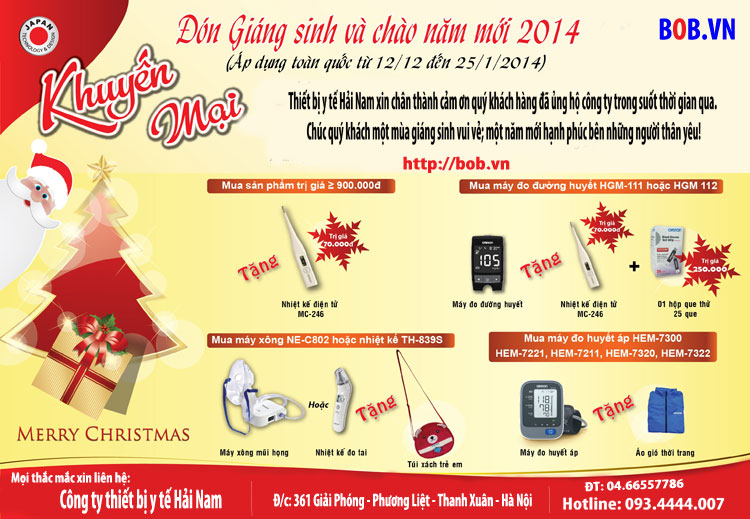 JAPAN
TECHNOLOGY & DESIGN
Khuyến Mại
Đón Giáng sinh và chào năm mới 2014
BOB.VN
(Áp dụng toàn quốc từ 12/12 đến 25/1/2014)
Thiết bị y tế Hải Nam xin chân thành cảm ơn quý khách hàng đã ủng hộ công ty trong suốt thời gian qua.
Chúc quý khách một mùa giáng sinh vui vẻ; một năm mới hạnh phúc bên những người thân yêu!
http://bob.vn
Mua sản phẩm trị giá ≥ 900.000đ
Tặng
Trị giá
70.000đ
Nhiệt kế điện tử
MC-246
Mua máy đo đường huyết HGM-111 hoặc HGM 112
OMRON
105
Máy đo đường huyết
Tặng
Trị giá
70.000đ
Nhiệt kế điện tử
MC-246
+
Trị giá
250.000đ
01 hộp que thử
25 que
Mua máy xông NE-C802 hoặc nhiệt kế TH-839S
Máy xông mũi họng
Hoặc
Nhiệt kế đo tai
Tặng
Túi xách trẻ em
Mua máy đo huyết áp HEM-7300
HEM-7221, HEM-7211, HEM-7320, HEM-7322
OMRON
Máy đo huyết áp
Tặng
Áo gió thời trang
MERRY CHRISTMAS
Mọi thắc mắc xin liên hệ:
Công ty thiết bị y tế Hải Nam
Đ/c: 361 Giải Phóng - Phương Liệt - Thanh Xuân - Hà Nội
ĐT: 04.66557786
Hotline: 093.4444.007